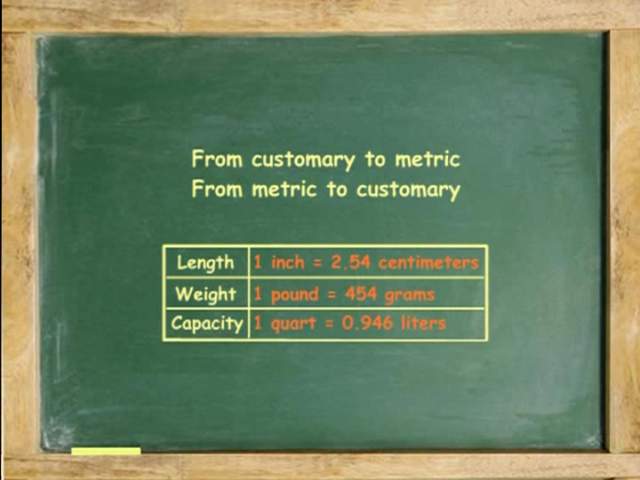 From customary to metric
From metric to customary
Length 1 inch = 2.54 centimeters
Weight 1 pound = 454 grams
Capacity 1 quart = 0.946 liters